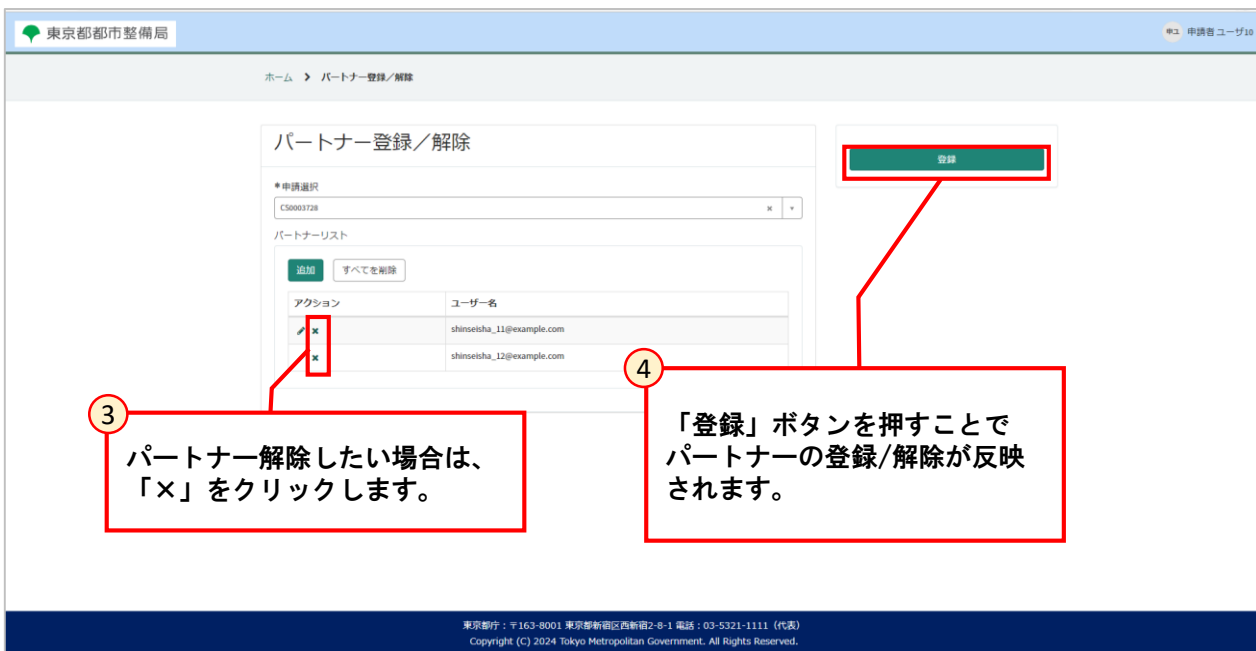 東京都都市整備局
申ユ 申請者 ユーザ10
ホーム > パートナー登録/解除
パートナー登録/解除
登録
*申請選択
CS0003728
パートナーリスト
追加 すべてを削除
アクション ユーザー名
shinseisha_11@example.com
shinseisha_12@example.com
3
パートナー解除したい場合は、
「×」をクリックします。
4
「登録」ボタンを押すことで
パートナーの登録/解除が反映
されます。
東京都庁:〒163-8001 東京都新宿区西新宿2-8-1 電話:03-5321-1111(代表)
Copyright (C) 2024 Tokyo Metropolitan Government. All Rights Reserved.